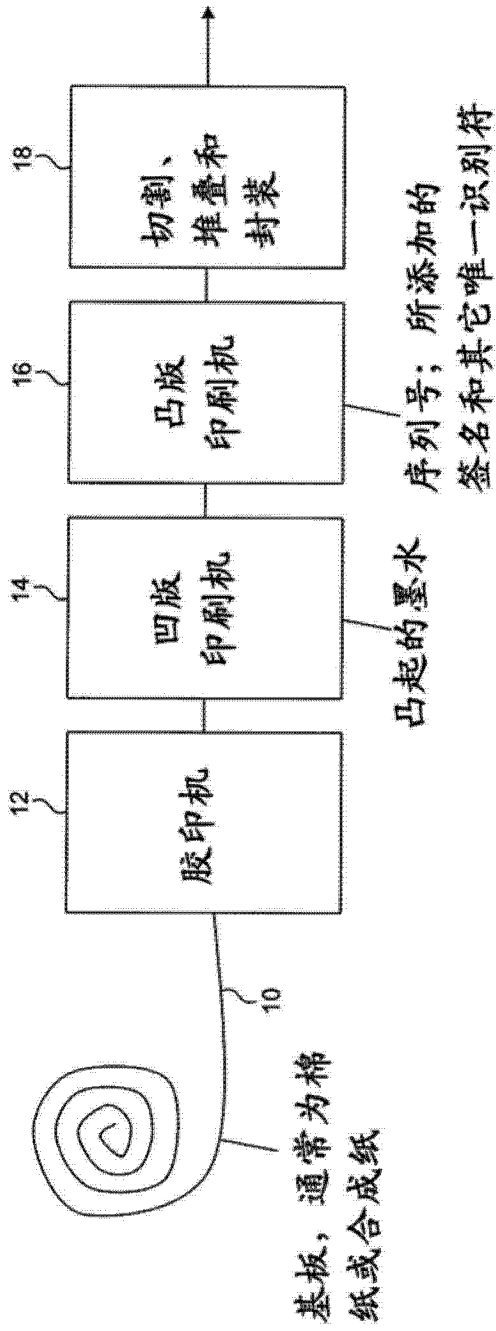 12
14
16
18
胶印机
凹版
印刷机
凸版
印刷机
切割、
堆叠和
封装
10
基板，通常为棉
纸或合成纸
凸起的墨水
序列号；所添加的
签名和其它唯一识别符